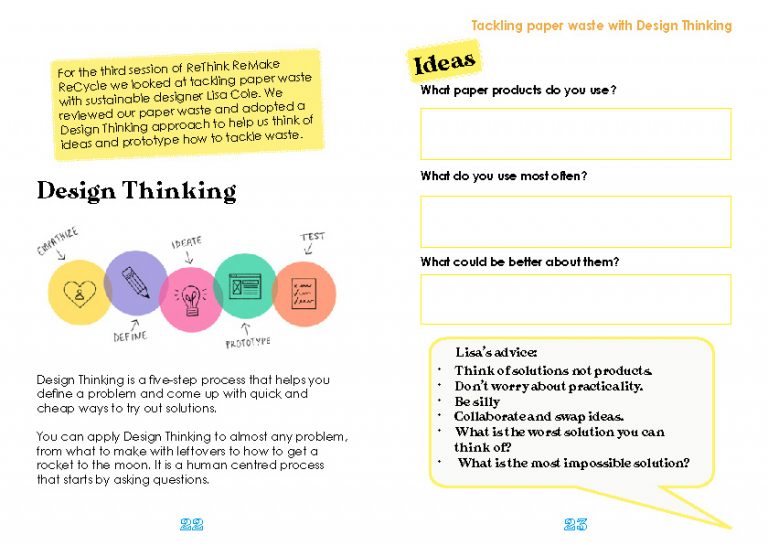 For the third session of ReThink ReMake
ReCycle we looked at tackling paper waste
with sustainable designer Lisa Cole. We
reviewed our paper waste and adopted a
Design Thinking approach to help us think of
ideas and prototype how to tackle waste.
Design Thinking
EMPATHIZE
DEFINE
IDEATE
PROTOTYPE
TEST
Design Thinking is a five-step process that helps you
define a problem and come up with quick and
cheap ways to try out solutions.
You can apply Design Thinking to almost any problem,
from what to make with leftovers to how to get a
rocket to the moon. It is a human centred process
that starts by asking questions.
22
Tackling paper waste with Design Thinking
Ideas
What paper products do you use?
What do you use most often?
What could be better about them?
Lisa's advice:
· Think of solutions not products.
· Don't worry about practicality.
· Be silly
· Collaborate and swap ideas.
· What is the worst solution you can
think of?
· What is the most impossible solution?
23